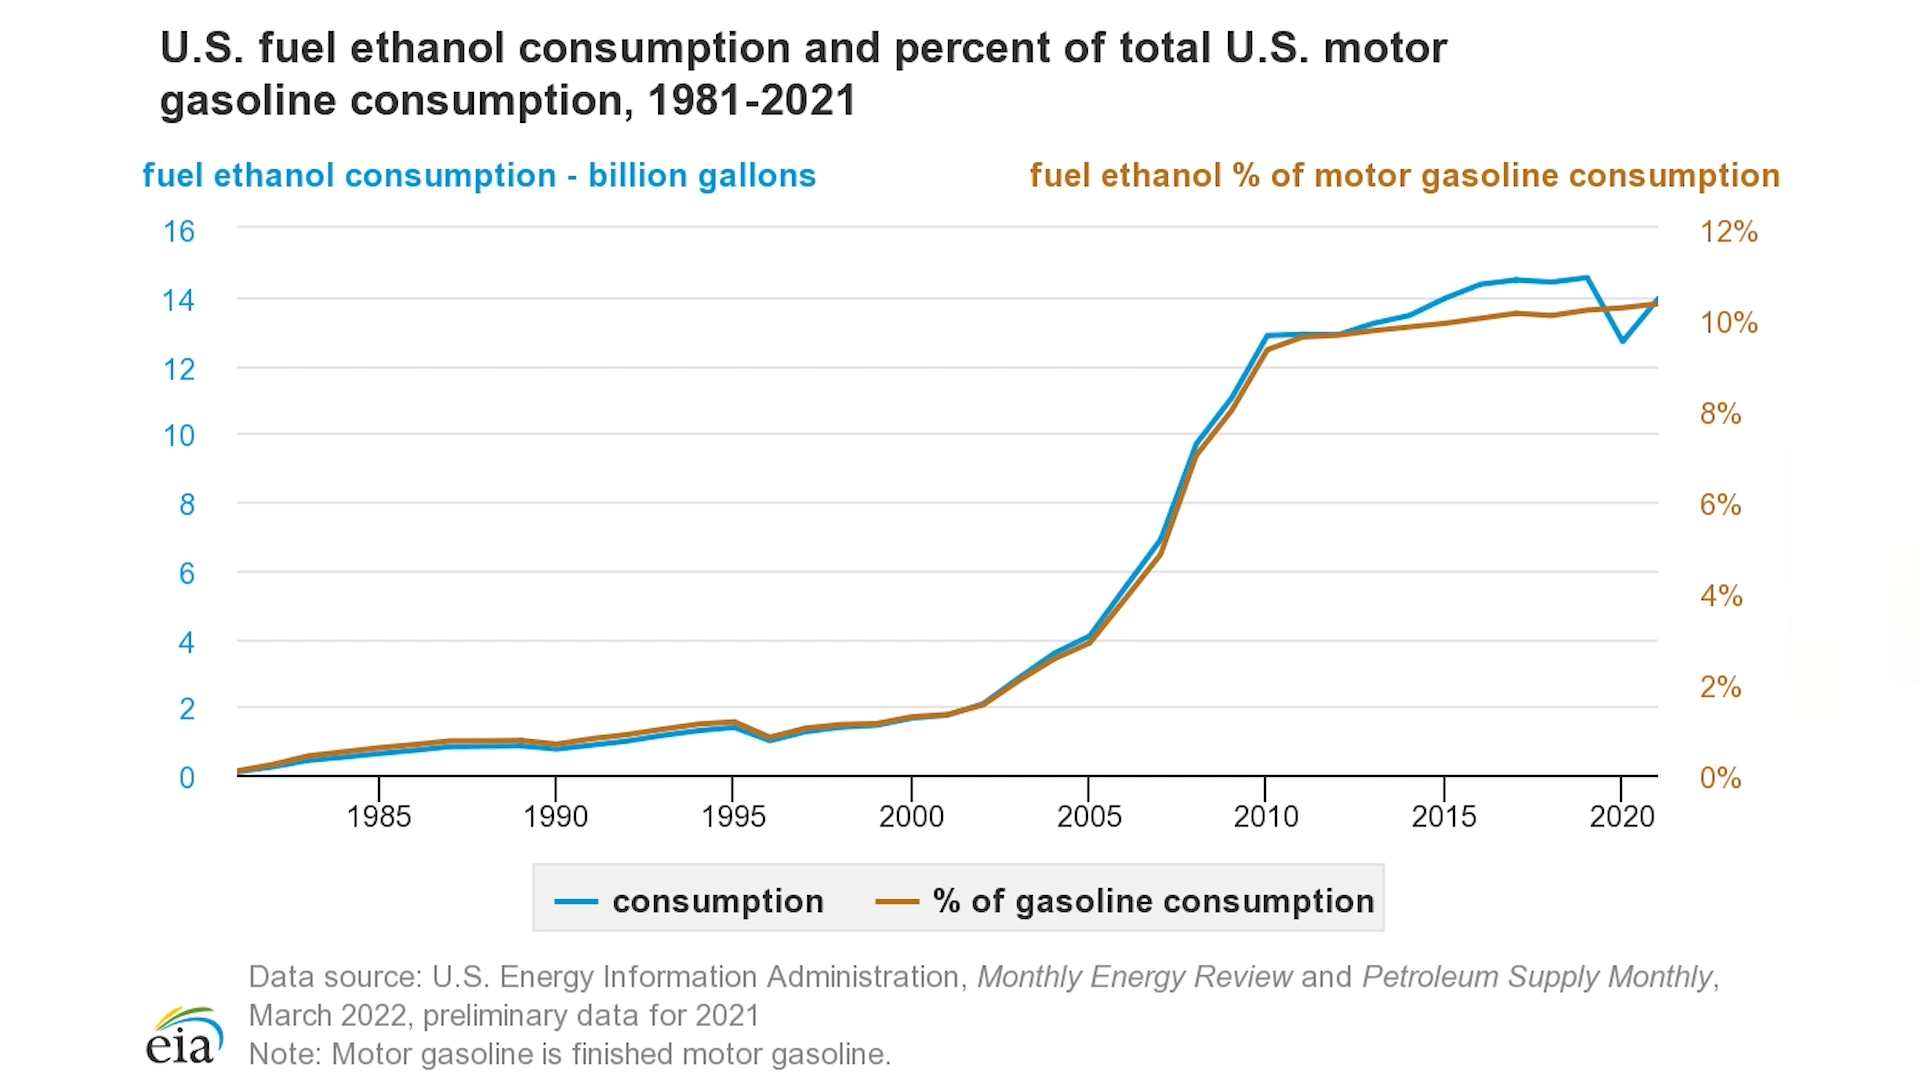 U.S. fuel ethanol consumption and percent of total U.S. motor
gasoline consumption, 1981-2021
fuel ethanol consumption - billion gallons
fuel ethanol % of motor gasoline consumption
16
14
12
10
8
6
4
2
0
12%
10%
8%
6%
4%
2%
0%
1985 1990 1995 2000 2005 2010 2015 2020
consumption % of gasoline consumption
Data source: U.S. Energy Information Administration, Monthly Energy Review and Petroleum Supply Monthly,
March 2022, preliminary data for 2021
Note: Motor gasoline is finished motor gasoline.
eia